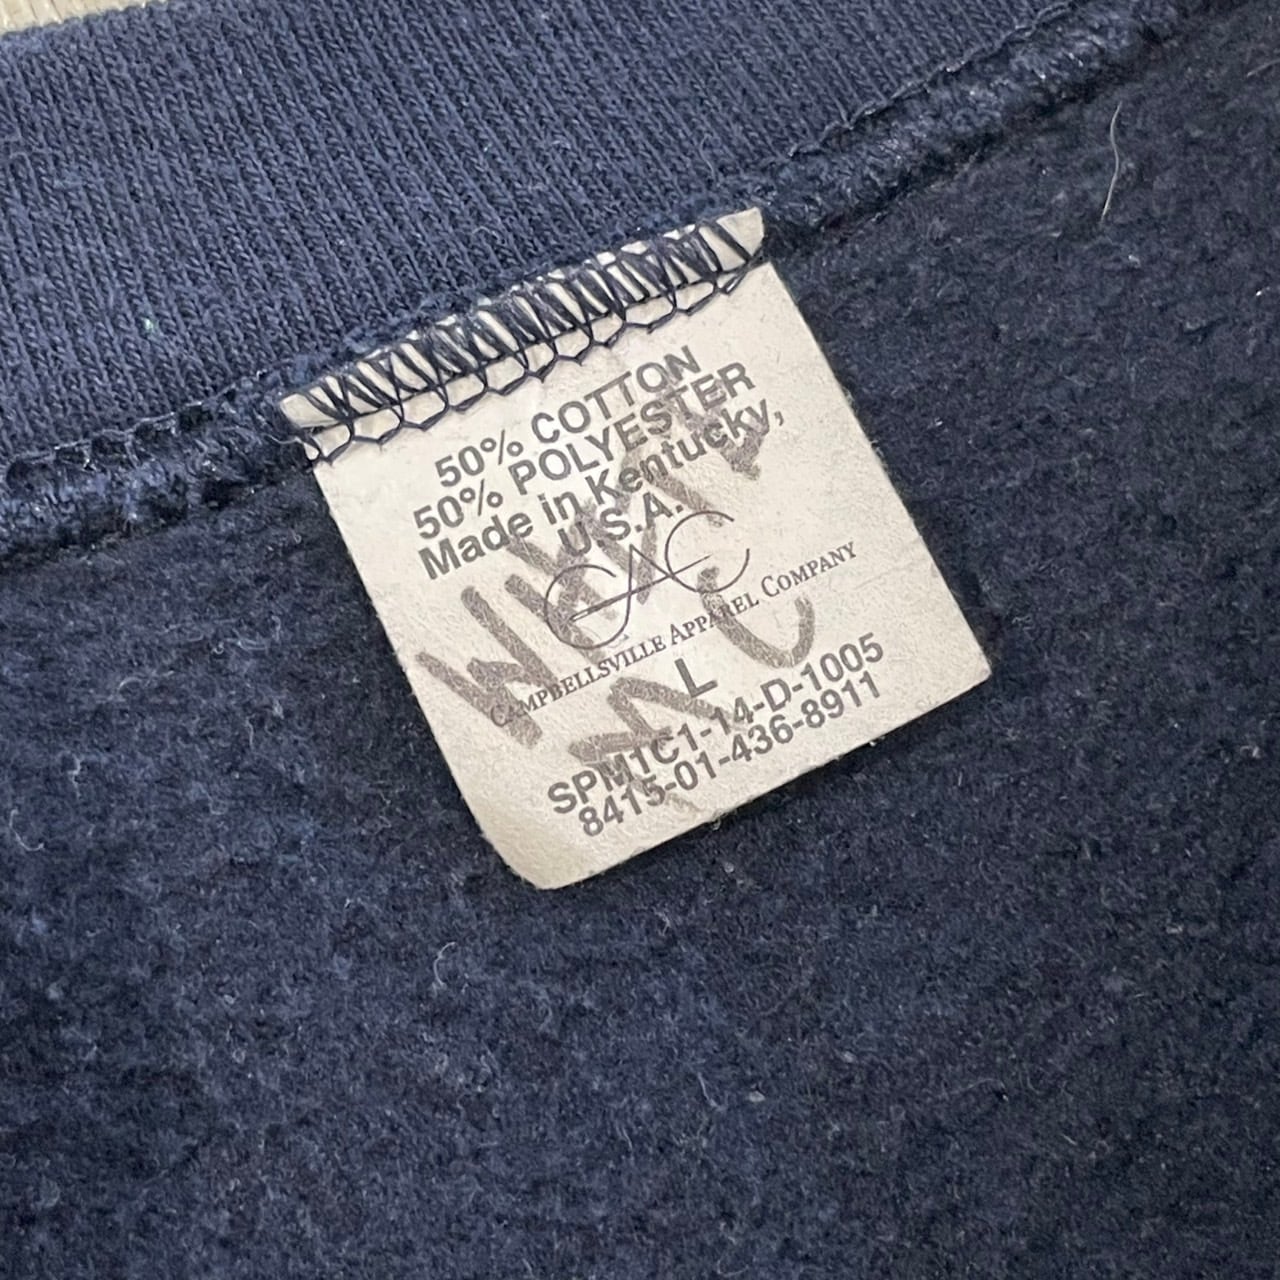 50% COTTON
50% POLYESTER
Made in Kentucky,
U.S.A.
CAC
CAMPBELLSVILLE APPAREL COMPANY
L
SPM1C1-14-D-1005
8415-01-436-8911